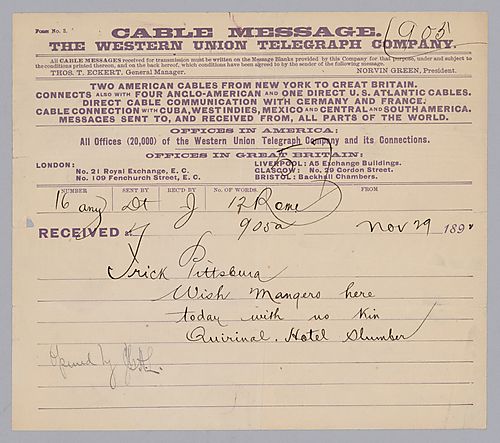 Form No. 2.
(905
CABLE MESSAGE.
THE WESTERN UNION TELEGRAPH COMPANY.
All CABLE MESSAGES received for transmission must be written on the Message Blanks provided by this Company for that purpose, under and subject to
the conditions printed thereon, and on the back hereof, which conditions have been agreed to by the sender of the following message.
THOS. T. ECKERT, General Manager. NORVIN GREEN, President.
TWO AMERICAN CABLES FROM NEW YORK TO GREAT BRITAIN.
CONNECTS ALSO WITH FOUR ANGLO-AMERICAN AND ONE DIRECT U.S. ATLANTIC CABLES.
DIRECT CABLE COMMUNICATION WITH GERMANY AND FRANCE.
CABLE CONNECTION WITH CUBA, WEST INDIES, MEXICO AND CENTRAL AND SOUTH AMERICA.
MESSAGES SENT TO, AND RECEIVED FROM, ALL PARTS OF THE WORLD.
OFFICES IN AMERICA:
All Offices (20,000) of the Western Union Telegraph Company and its Connections.
OFFICES IN GREAT BRITAIN:
LONDON: LIVERPOOL: A5 Exchange Buildings.
No. 21 Royal Exchange, E. C. GLASGOW: No. 29 Gordon Street.
No. 109 Fenchurch Street, E. C. BRISTOL: Backhall Chambers.
NUMBER SENT BY REC'D BY No. OF WORDS. FROM
16 any Dt J 12 Rome
RECEIVED at 905a Nov 29 189
Frick Pittsburg
Wish Mangers here
today with us Kin
Quirinal. Hotel Slumber
Opened by